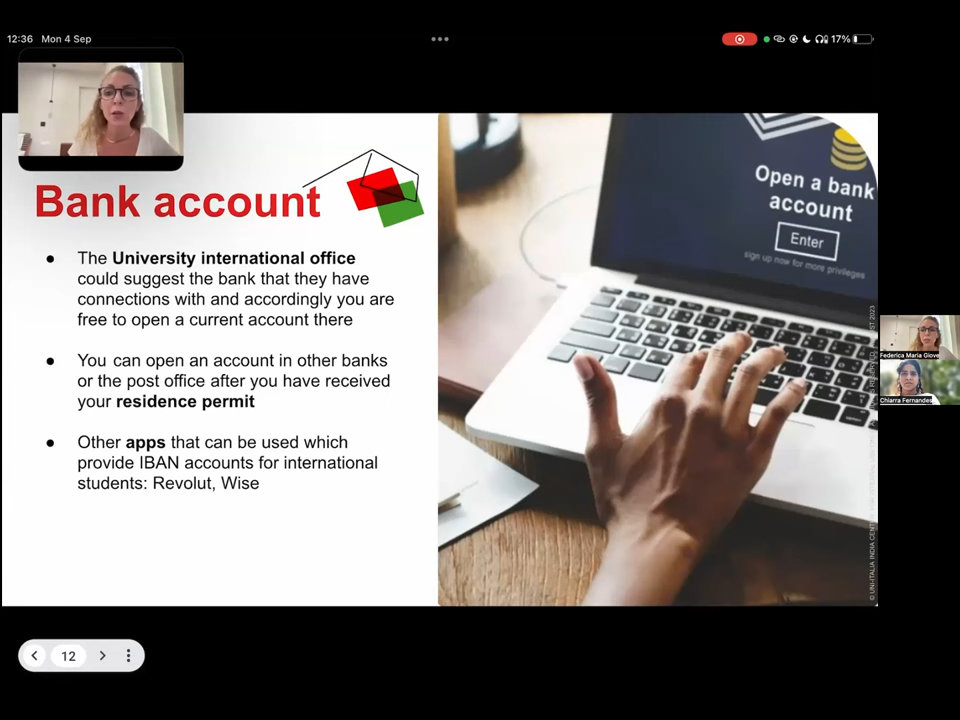 12:36 Mon 4 Sep
17%
Bank account
● The University international office
could suggest the bank that they have
connections with and accordingly you are
free to open a current account there
● You can open an account in other banks
or the post office after you have received
your residence permit
● Other apps that can be used which
provide IBAN accounts for international
students: Revolut, Wise
Open a bank
account
Enter
sign up now for more privileges
Federica Maria Giove
Chiarra Fernandes
12